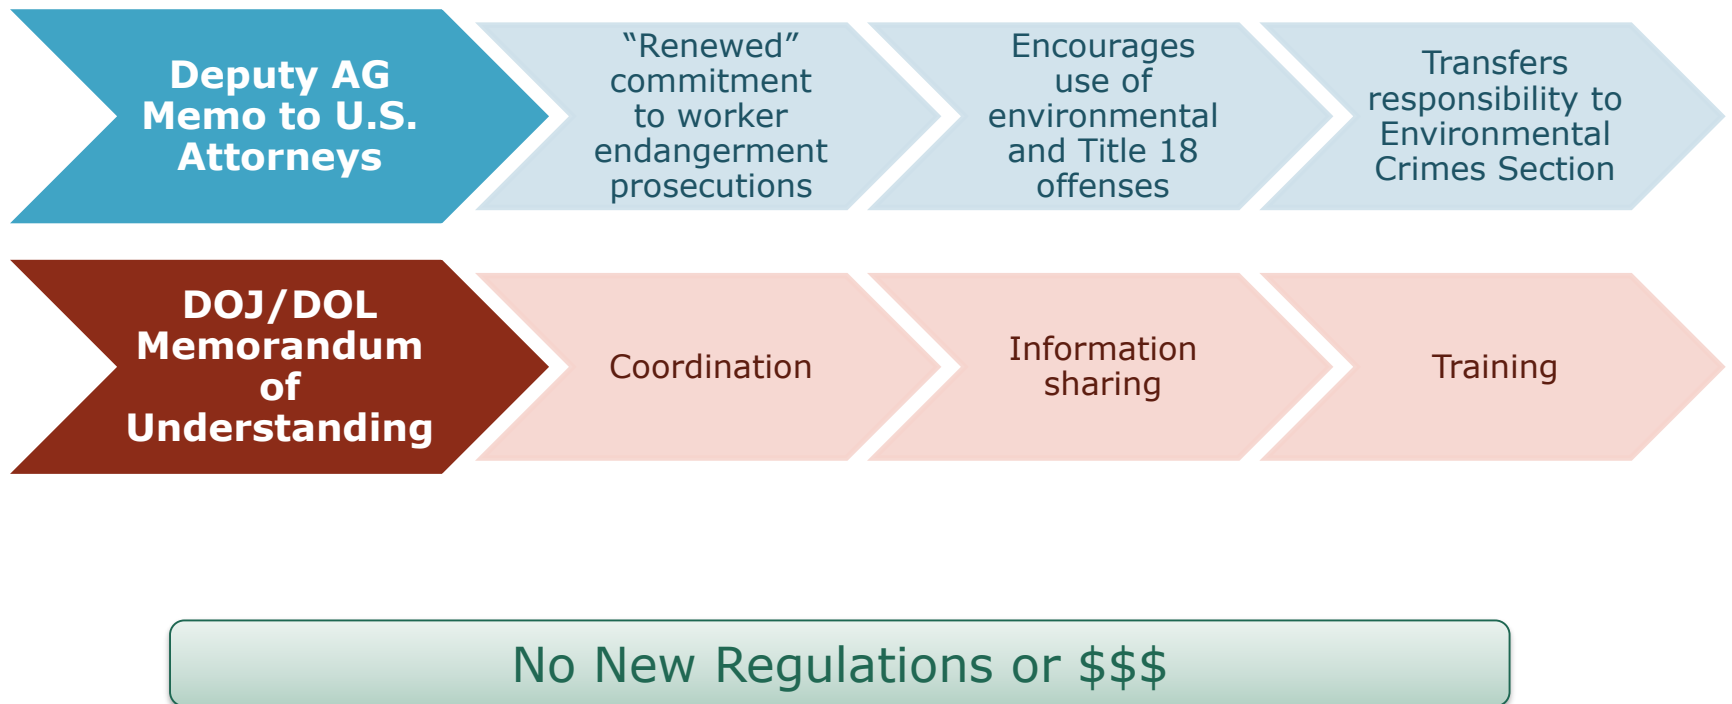 Deputy AG
Memo to U.S.
Attorneys
“Renewed”
commitment
to worker
endangerment
prosecutions
Encourages
use of
environmental
and Title 18
offenses
Transfers
responsibility to
Environmental
Crimes Section
DOJ/DOL
Memorandum
of
Understanding
Coordination
Information
sharing
Training
No New Regulations or $$$